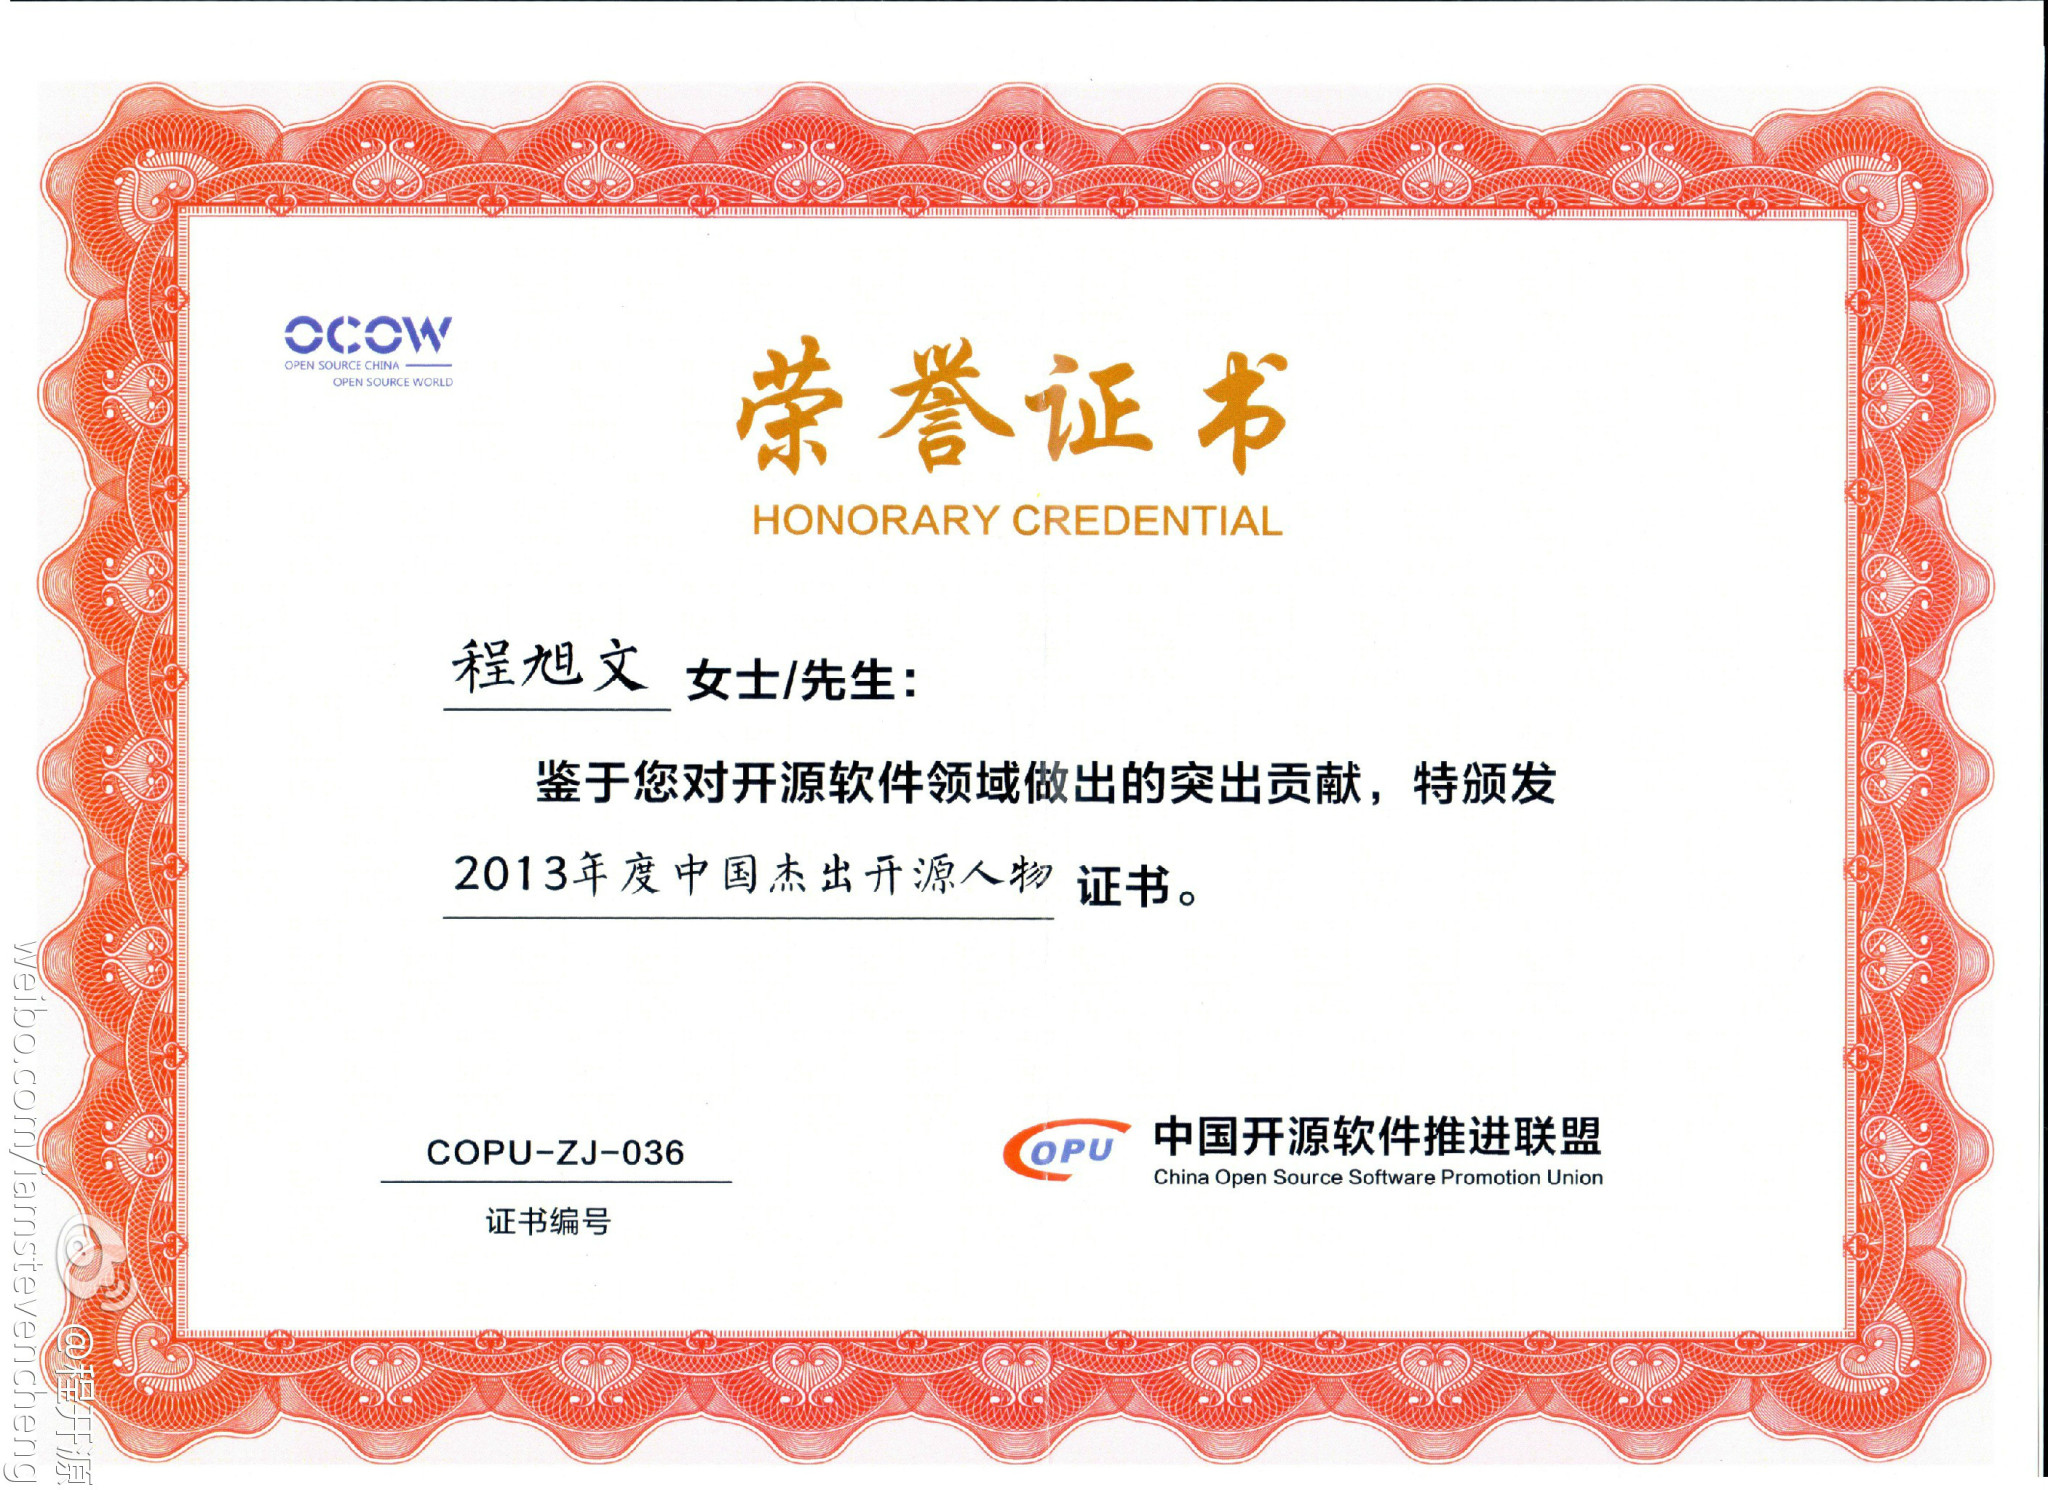 OCOW
OPEN SOURCE CHINA
OPEN SOURCE WORLD
荣誉证书
HONORARY CREDENTIAL
程旭文 女士/先生：
鉴于您对开源软件领域做出的突出贡献，特颁发
2013年度中国杰出开源人物 证书。
COPU-ZJ-036
证书编号
COPU
中国开源软件推进联盟
China Open Source Software Promotion Union
@程开源
weibo.com/iamstevencheng